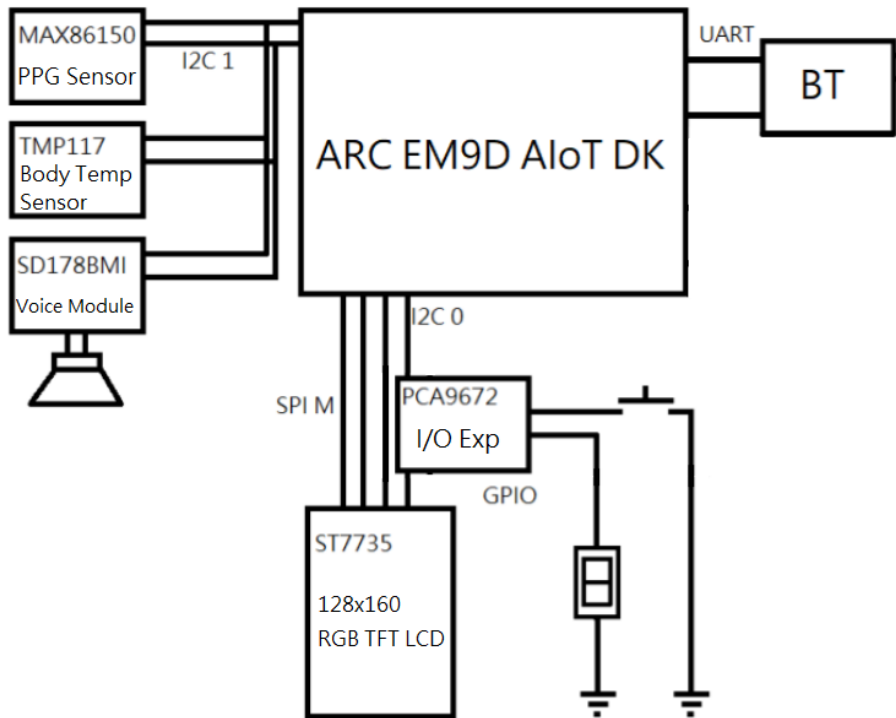 MAX86150
PPG Sensor
I2C 1
TMP117
Body Temp
Sensor
SD178BMI
Voice Module
ARC EM9D AIoT DK
UART
BT
I2C 0
SPI M
PCA9672
I/O Exp
GPIO
ST7735
128x160
RGB TFT LCD